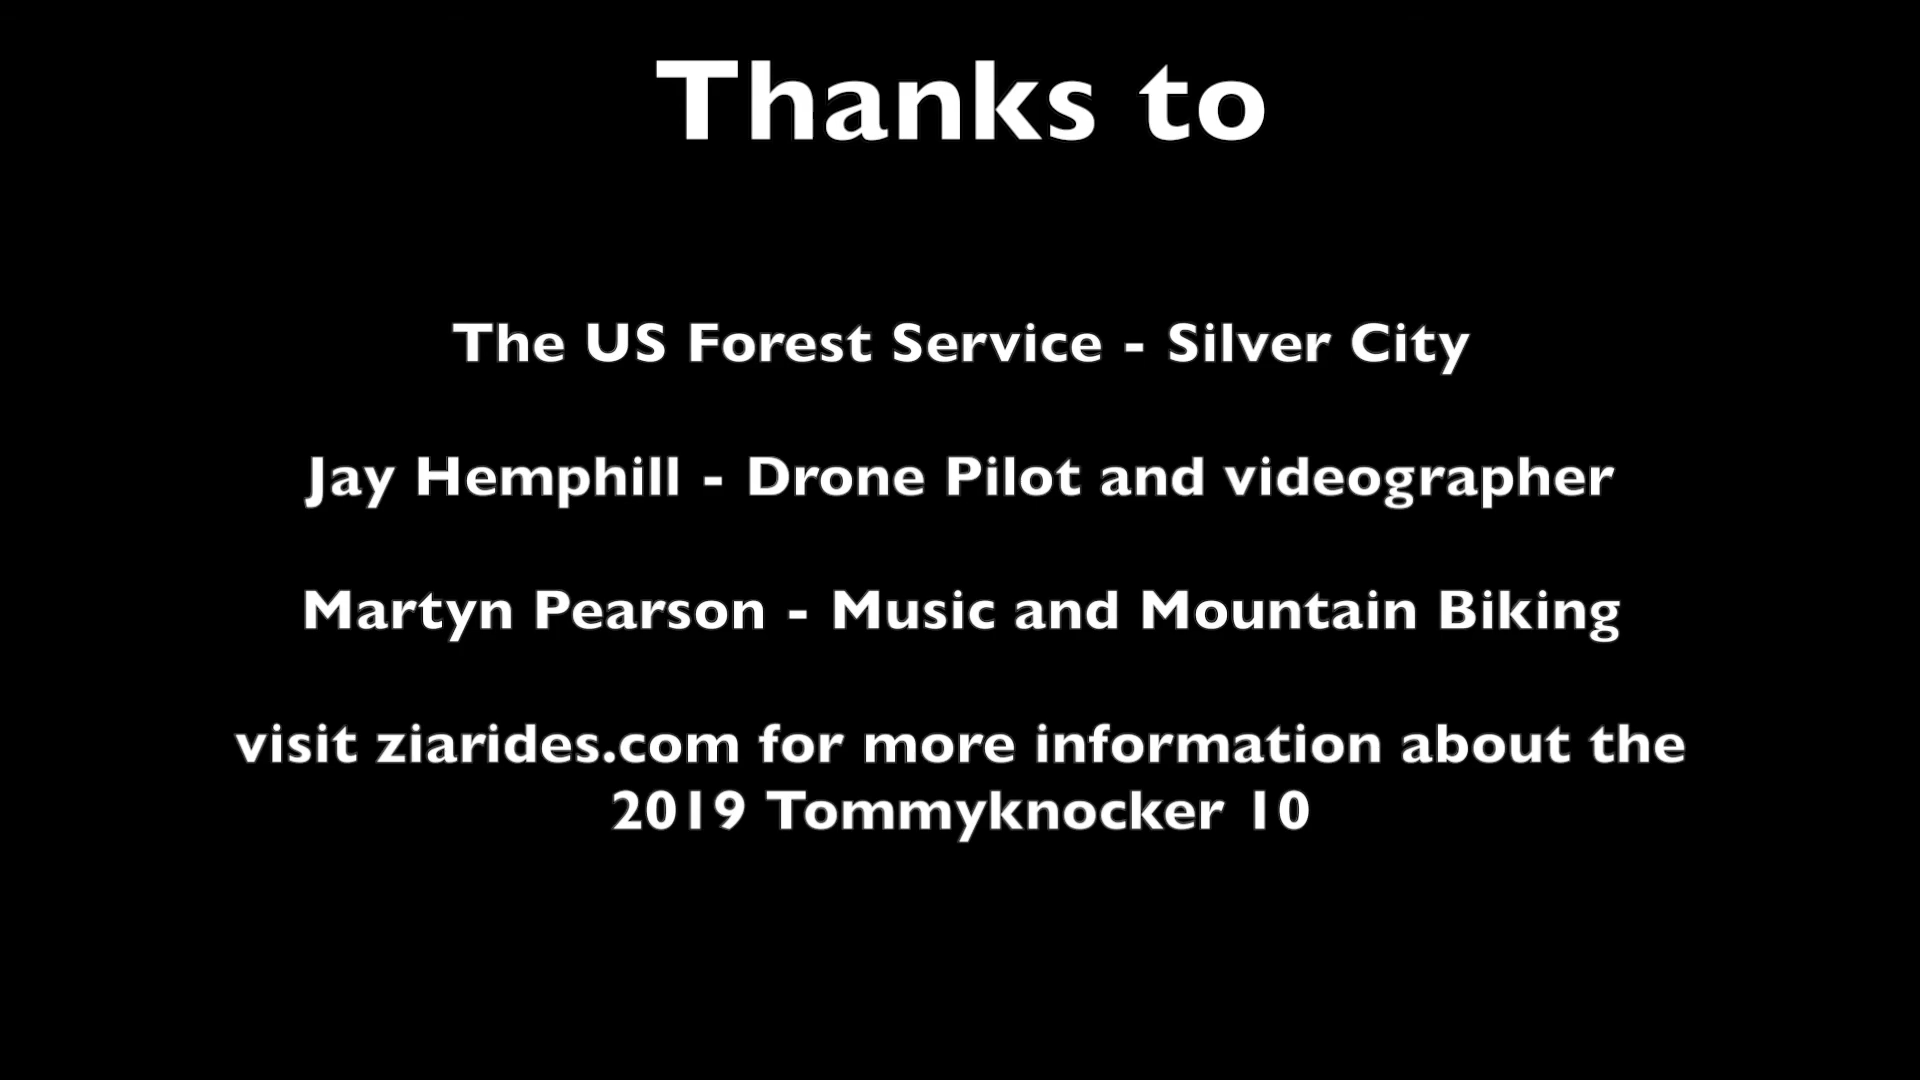 Thanks to
The US Forest Service - Silver City
Jay Hemphill - Drone Pilot and videographer
Martyn Pearson - Music and Mountain Biking
visit ziarides.com for more information about the
2019 Tommyknocker 10